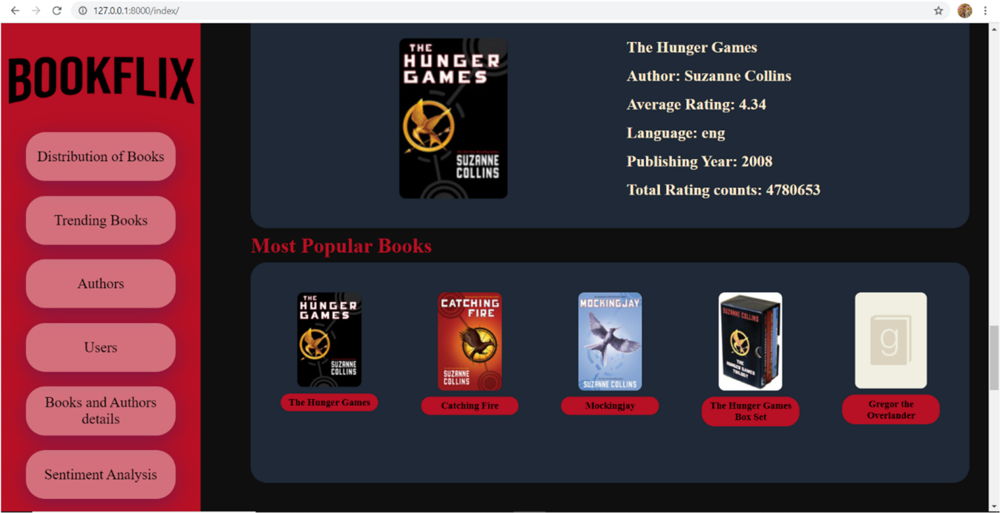 127.0.0.1:8000/index/
BOOKFLIX
Distribution of Books
Trending Books
Authors
Users
Books and Authors
details
Sentiment Analysis
THE
HUNGER
GAMES
SUZANNE
COLLINS
The Hunger Games
Author: Suzanne Collins
Average Rating: 4.34
Language: eng
Publishing Year: 2008
Total Rating counts: 4780653
Most Popular Books
THE
HUNGER
GAMES
SUZANNE
COLLINS
The Hunger Games
CATCHING
FIRE
SUZANNE
COLLINS
Catching Fire
MOCKINGJAY
SUZANNE COLLINS
Mockingjay
SUZANNE COLLINS
THE
HUNGER GAMES
TRILOGY
The Hunger Games
Box Set
g
Gregor the
Overlander